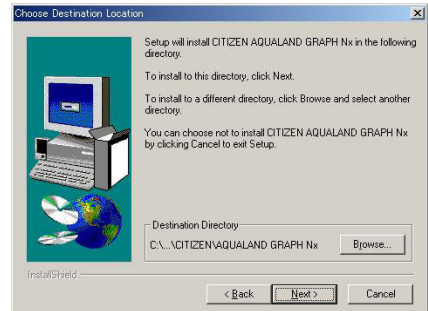 Choose Destination Location
Setup will install CITIZEN AQUALAND GRAPH Nx in the following
directory.
To install to this directory, click Next.
To install to a different directory, click Browse and select another
directory.
You can choose not to install CITIZEN AQUALAND GRAPH Nx
by clicking Cancel to exit Setup.
Destination Directory
C:\...\CITIZEN\AQUALAND GRAPH Nx
Browse...
InstallShield
< Back
Next >
Cancel